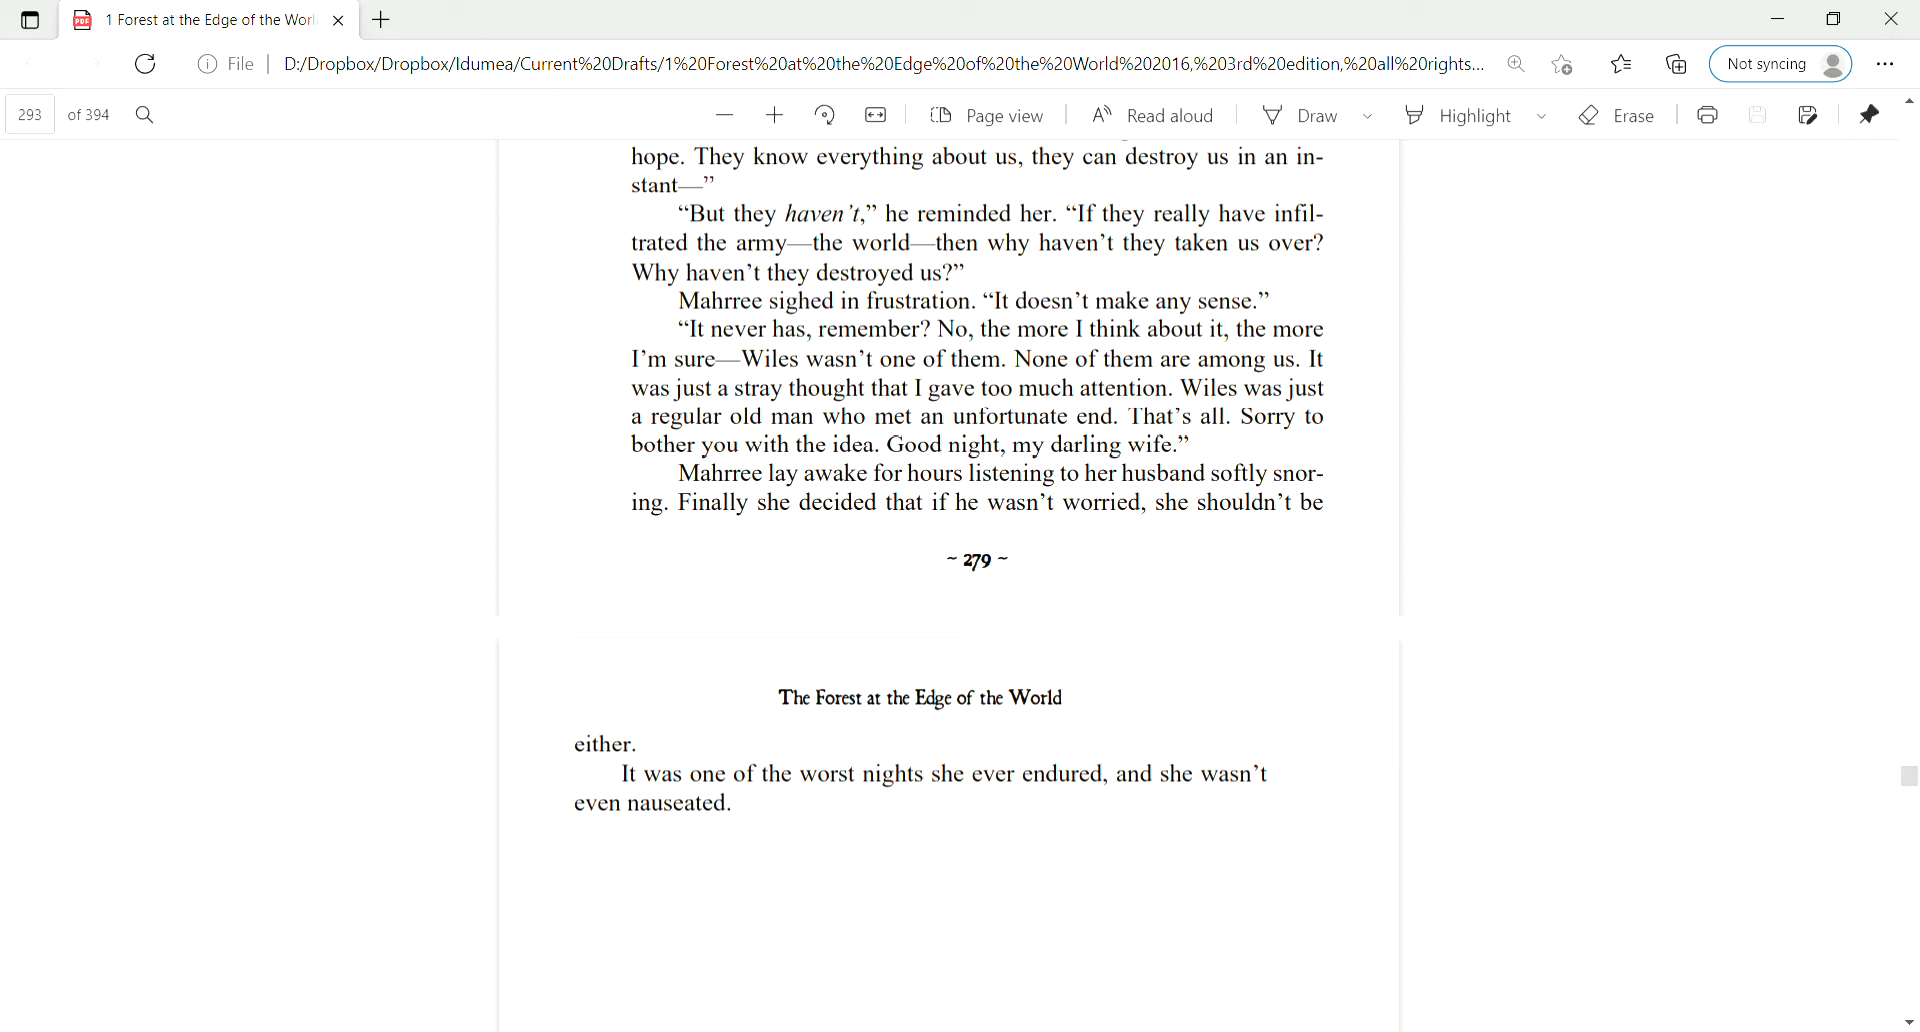 1 Forest at the Edge of the Worl
File
D:/Dropbox/Dropbox/Idumea/Current%20Drafts/1%20Forest%20at%20the%20Edge%20of%20the%20World%202016,%203rd%20edition,%20all%20rights...
Not syncing
293 of 394
Page view
Read aloud
Draw
Highlight
Erase
hope. They know everything about us, they can destroy us in an in-
stant—”
“But they haven’t,” he reminded her. “If they really have infil-
trated the army—the world—then why haven’t they taken us over?
Why haven’t they destroyed us?”
Mahrree sighed in frustration. “It doesn’t make any sense.”
“It never has, remember? No, the more I think about it, the more
I’m sure—Wiles wasn’t one of them. None of them are among us. It
was just a stray thought that I gave too much attention. Wiles was just
a regular old man who met an unfortunate end. That’s all. Sorry to
bother you with the idea. Good night, my darling wife.”
Mahrree lay awake for hours listening to her husband softly snor-
ing. Finally she decided that if he wasn’t worried, she shouldn’t be
~ 279 ~
The Forest at the Edge of the World
either.
It was one of the worst nights she ever endured, and she wasn’t
even nauseated.